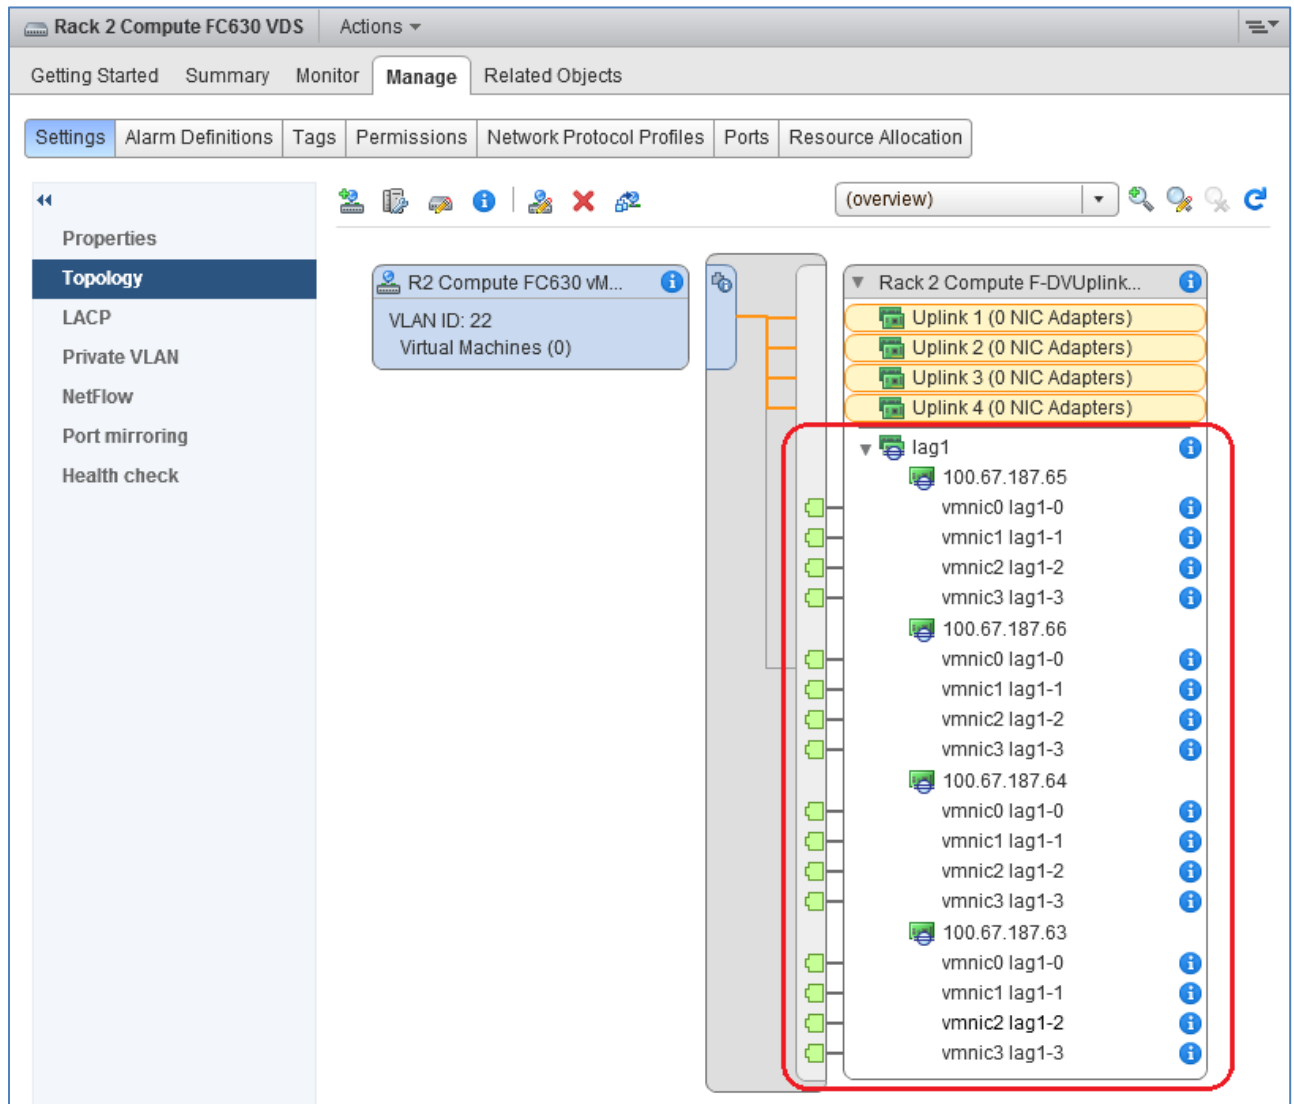 Rack 2 Compute FC630 VDS Actions
Getting Started Summary Monitor Manage Related Objects
Settings Alarm Definitions Tags Permissions Network Protocol Profiles Ports Resource Allocation
(overview)
Properties
Topology
LACP
Private VLAN
NetFlow
Port mirroring
Health check
R2 Compute FC630 vM...
VLAN ID: 22
Virtual Machines (0)
Rack 2 Compute F-DVUplink...
Uplink 1 (0 NIC Adapters)
Uplink 2 (0 NIC Adapters)
Uplink 3 (0 NIC Adapters)
Uplink 4 (0 NIC Adapters)
lag1
100.67.187.65
vmnic0 lag1-0
vmnic1 lag1-1
vmnic2 lag1-2
vmnic3 lag1-3
100.67.187.66
vmnic0 lag1-0
vmnic1 lag1-1
vmnic2 lag1-2
vmnic3 lag1-3
100.67.187.64
vmnic0 lag1-0
vmnic1 lag1-1
vmnic2 lag1-2
vmnic3 lag1-3
100.67.187.63
vmnic0 lag1-0
vmnic1 lag1-1
vmnic2 lag1-2
vmnic3 lag1-3